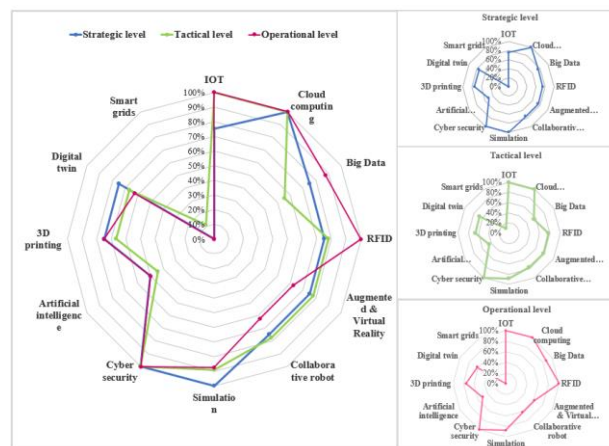 Strategic level
Tactical level
Operational level
IOT
Cloud
computin
g
Big Data
RFID
Augmente
d & Virtual
Reality
Collabora
tive robot
Simulatio
n
Cyber
security
Artificial
intelligenc
e
3D
printing
Digital
twin
Smart
grids
100%
90%
80%
70%
60%
50%
40%
30%
20%
10%
0%
Strategic level
IOT
Cloud…
Big Data
RFID
Augmented…
Collaborative…
Simulation
Cyber security
Artificial…
3D printing
Digital twin
Smart grids
100%
80%
60%
40%
20%
0%
Tactical level
IOT
Cloud…
Big Data
RFID
Augmented…
Collaborative…
Simulation
Cyber security
Artificial…
3D printing
Digital twin
Smart grids
100%
80%
60%
40%
20%
0%
Operational level
IOT
Cloud
computing
Big Data
RFID
Augmented
& Virtual…
Collaborative
robot
Simulation
Cyber
security
Artificial
intelligence
3D printing
Digital twin
Smart grids
100%
80%
60%
40%
20%
0%